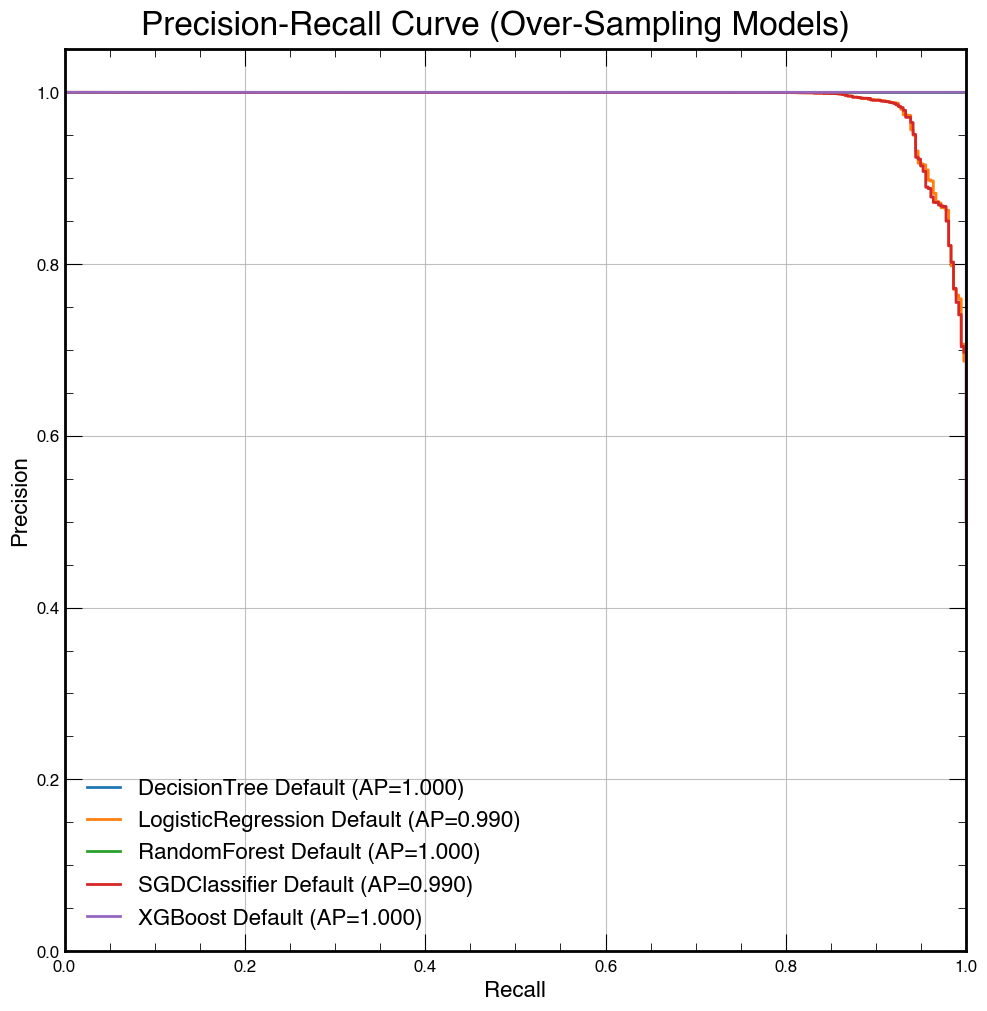 Precision-Recall Curve (Over-Sampling Models)
1.0
0.8
0.6
0.4
0.2
0.0
Precision
DecisionTree Default (AP=1.000)
LogisticRegression Default (AP=0.990)
RandomForest Default (AP=1.000)
SGDClassifier Default (AP=0.990)
XGBoost Default (AP=1.000)
0.0 0.2 0.4 0.6 0.8 1.0
Recall